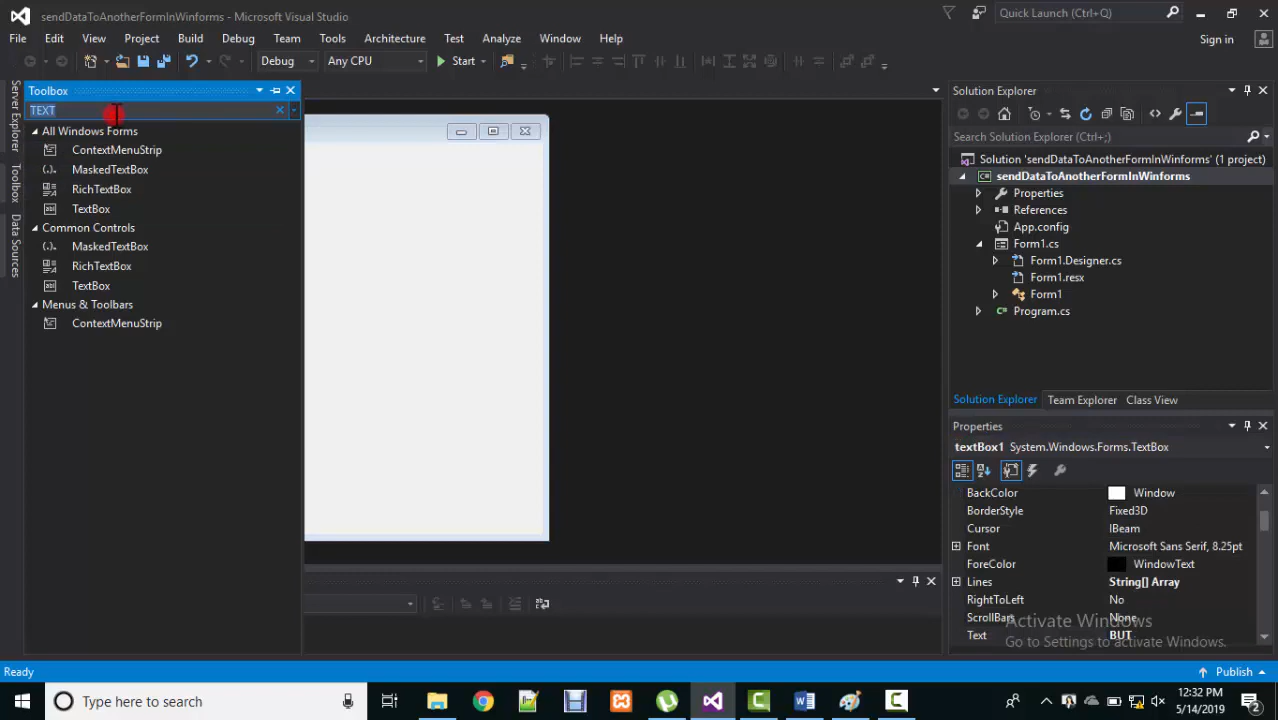 sendDataToAnotherFormInWinforms - Microsoft Visual Studio
Quick Launch (Ctrl+Q)
File Edit View Project Build Debug Team Tools Architecture Test Analyze Window Help
Sign in
Debug Any CPU Start
Server Explorer
Toolbox
Data Sources
Toolbox
TEXT
All Windows Forms
ContextMenuStrip
MaskedTextBox
RichTextBox
TextBox
Common Controls
MaskedTextBox
RichTextBox
TextBox
Menus & Toolbars
ContextMenuStrip
Solution Explorer
Search Solution Explorer (Ctrl+;)
Solution 'sendDataToAnotherFormInWinforms' (1 project)
sendDataToAnotherFormInWinforms
Properties
References
App.config
Form1.cs
Form1.Designer.cs
Form1.resx
Form1
Program.cs
Solution Explorer Team Explorer Class View
Properties
textBox1 System.Windows.Forms.TextBox
BackColor Window
BorderStyle Fixed3D
Cursor IBeam
Font Microsoft Sans Serif, 8.25pt
ForeColor WindowText
Lines String[] Array
RightToLeft No
ScrollBars None
Text BUT
Activate Windows
Go to Settings to activate Windows.
Ready
Publish
Type here to search
12:32 PM
5/14/2019
2